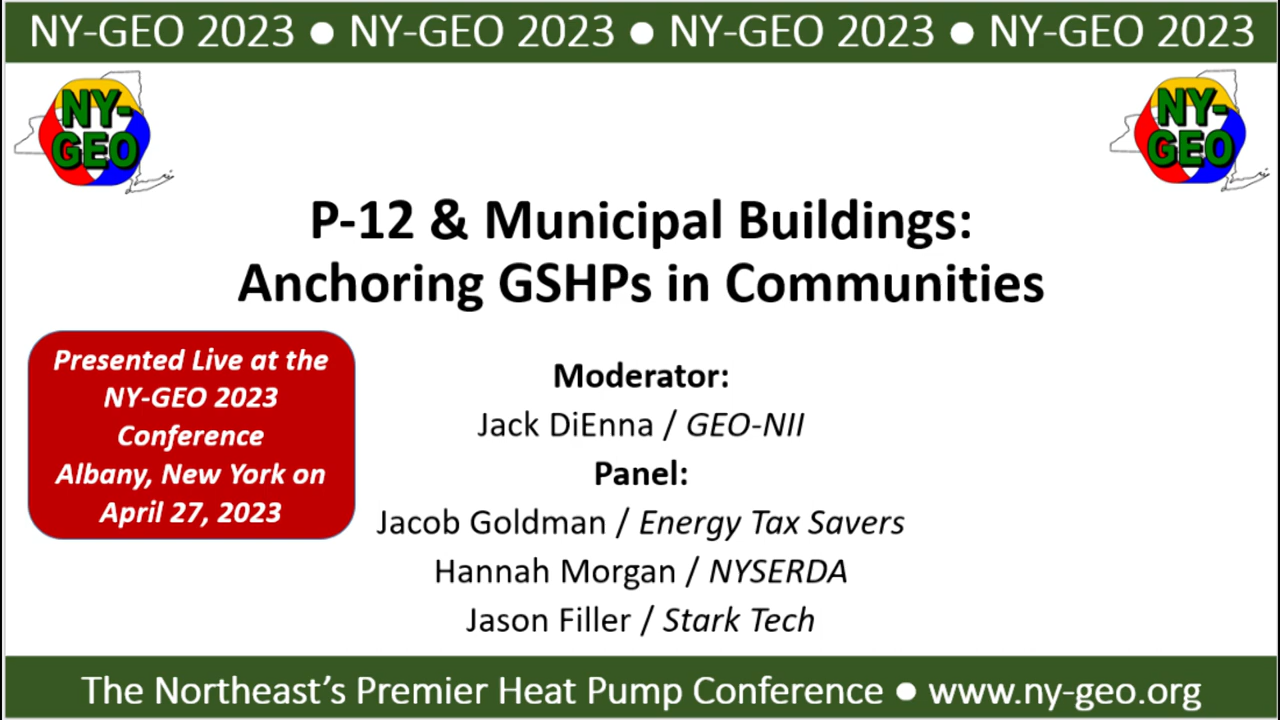 NY-GEO 2023 ● NY-GEO 2023 ● NY-GEO 2023 ● NY-GEO 2023
NY-
GEO
NY-
GEO
P-12 & Municipal Buildings:
Anchoring GSHPs in Communities
Presented Live at the
NY-GEO 2023
Conference
Albany, New York on
April 27, 2023
Moderator:
Jack DiEnna / GEO-NII
Panel:
Jacob Goldman / Energy Tax Savers
Hannah Morgan / NYSERDA
Jason Filler / Stark Tech
The Northeast’s Premier Heat Pump Conference ● www.ny-geo.org